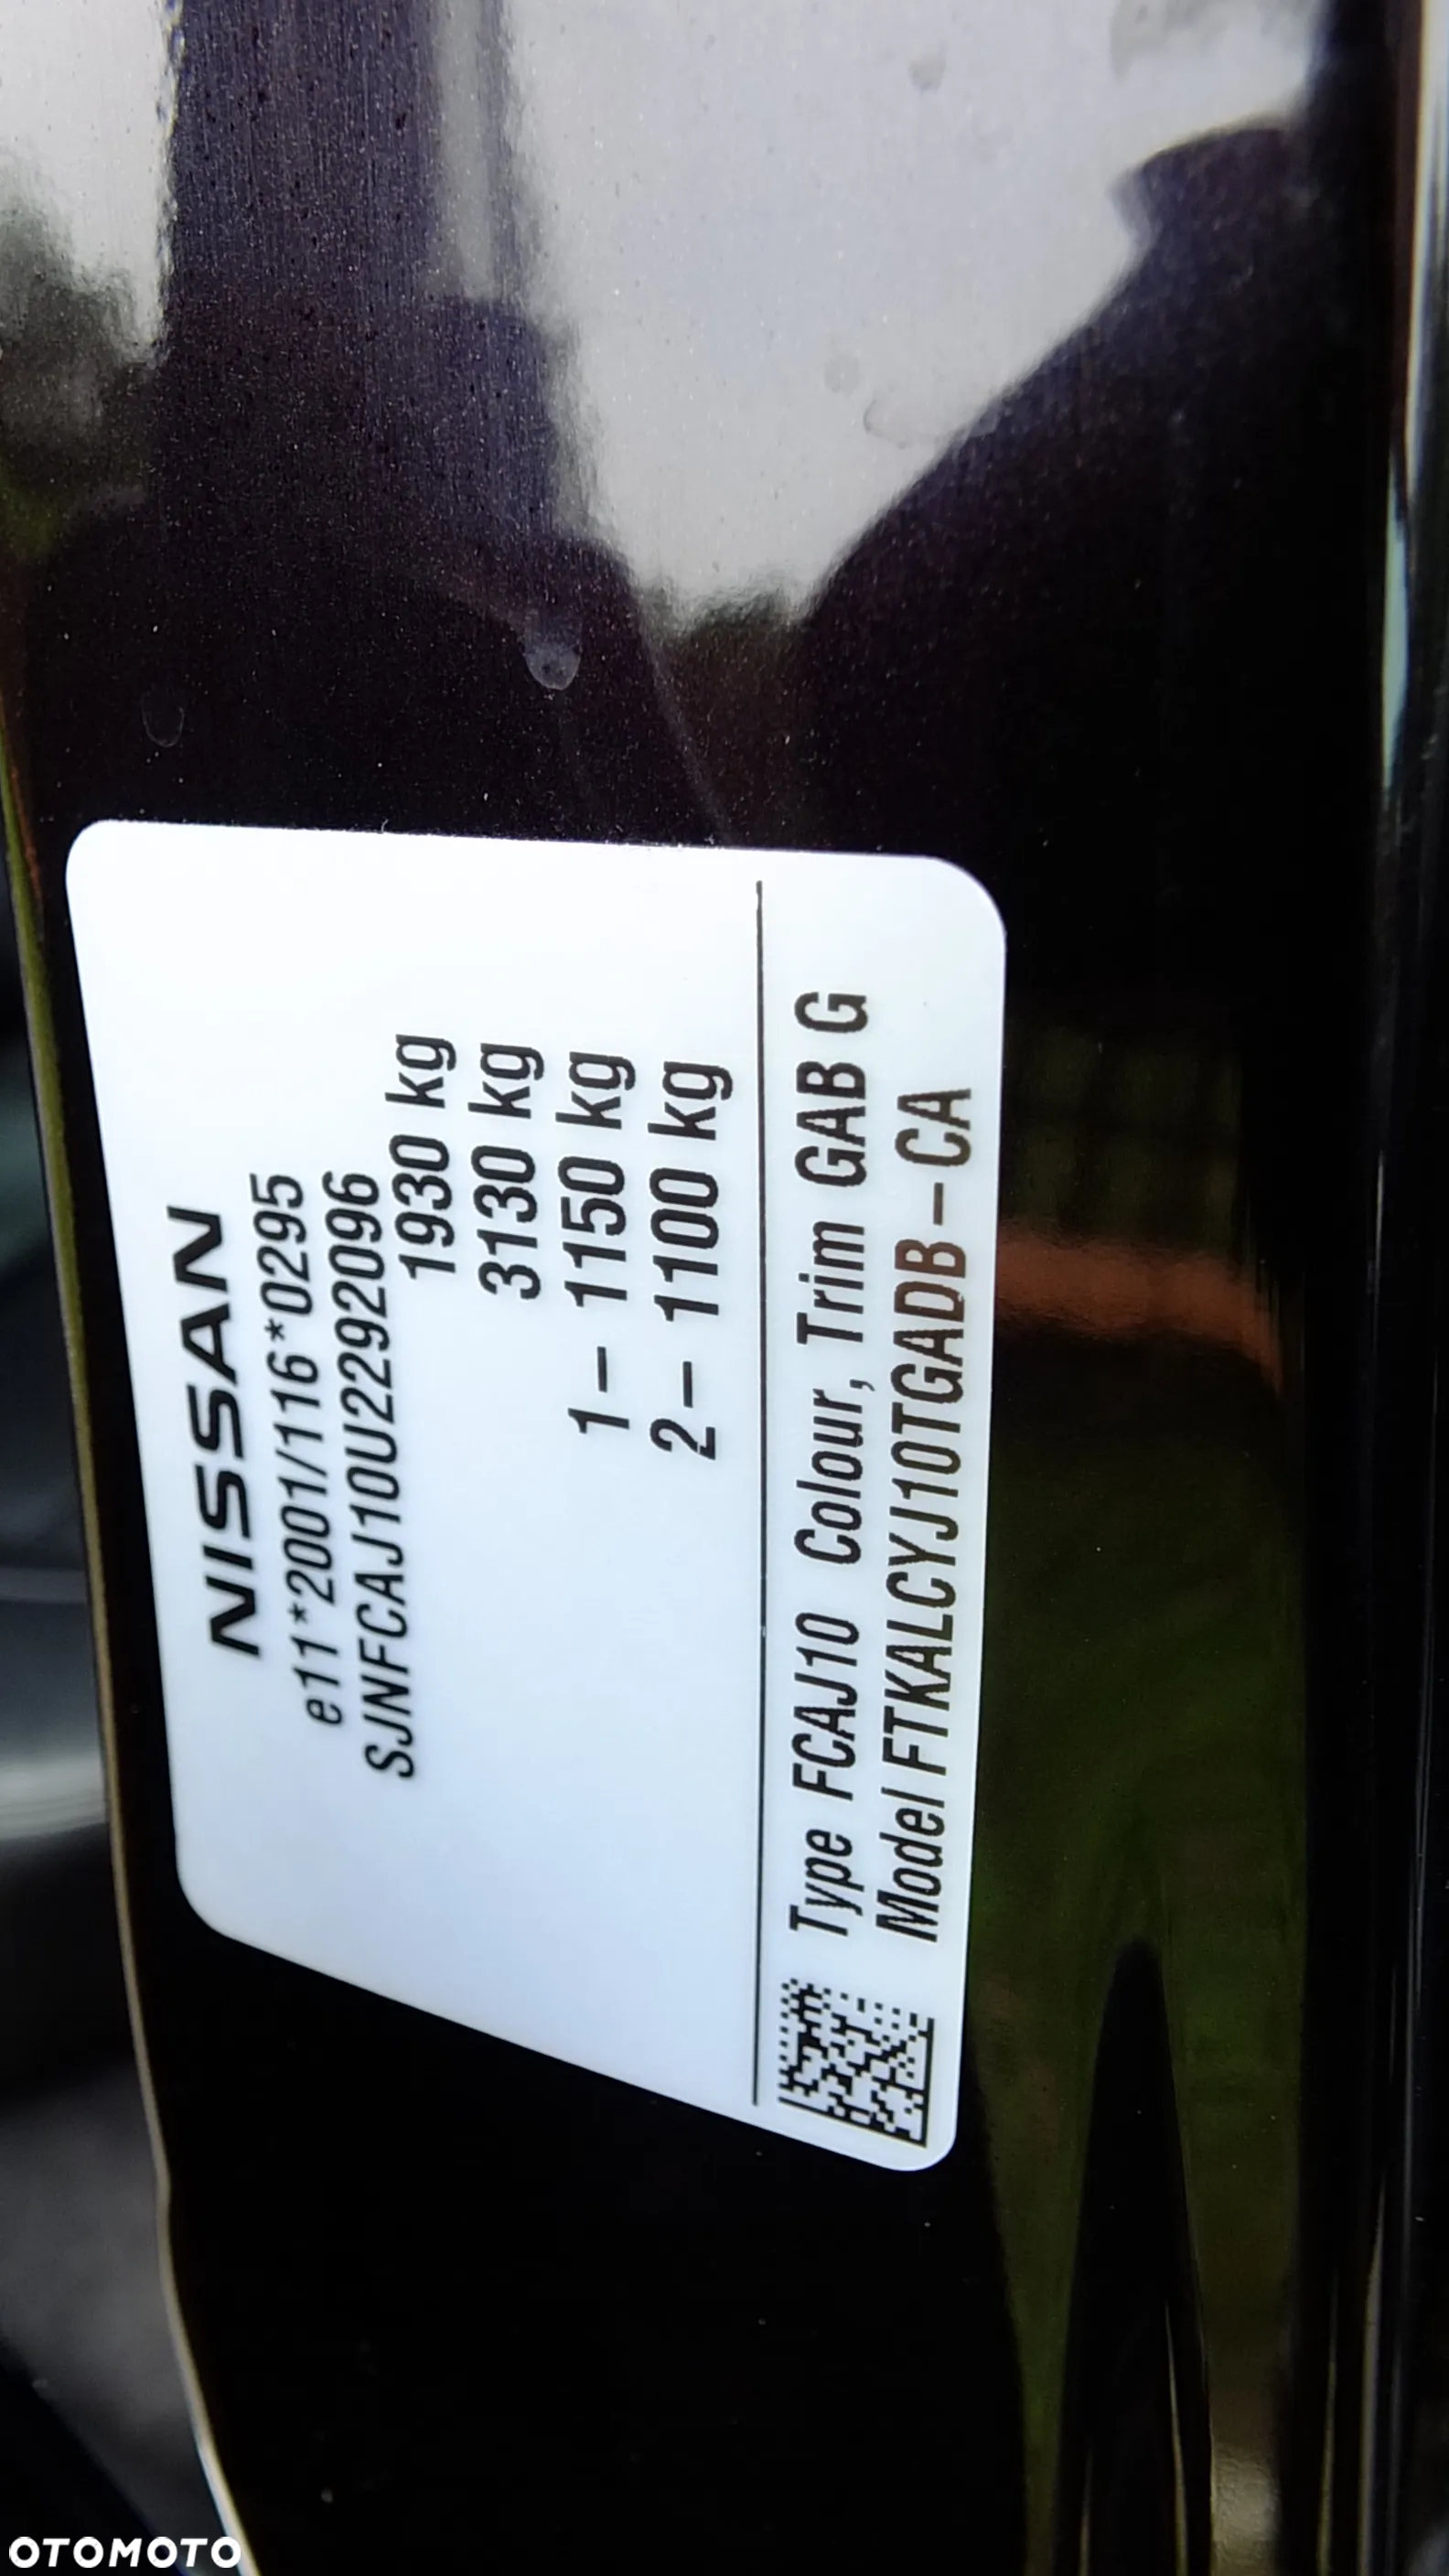 NISSAN
e11*2001/116*0295
SJNFCAJ10U2292096
1930 kg
3130 kg
1- 1150 kg
2- 1100 kg
Type FCAJ10 Colour, Trim GAB G
Model FTKALCYJ10TGADB-CA
OTOMOTO